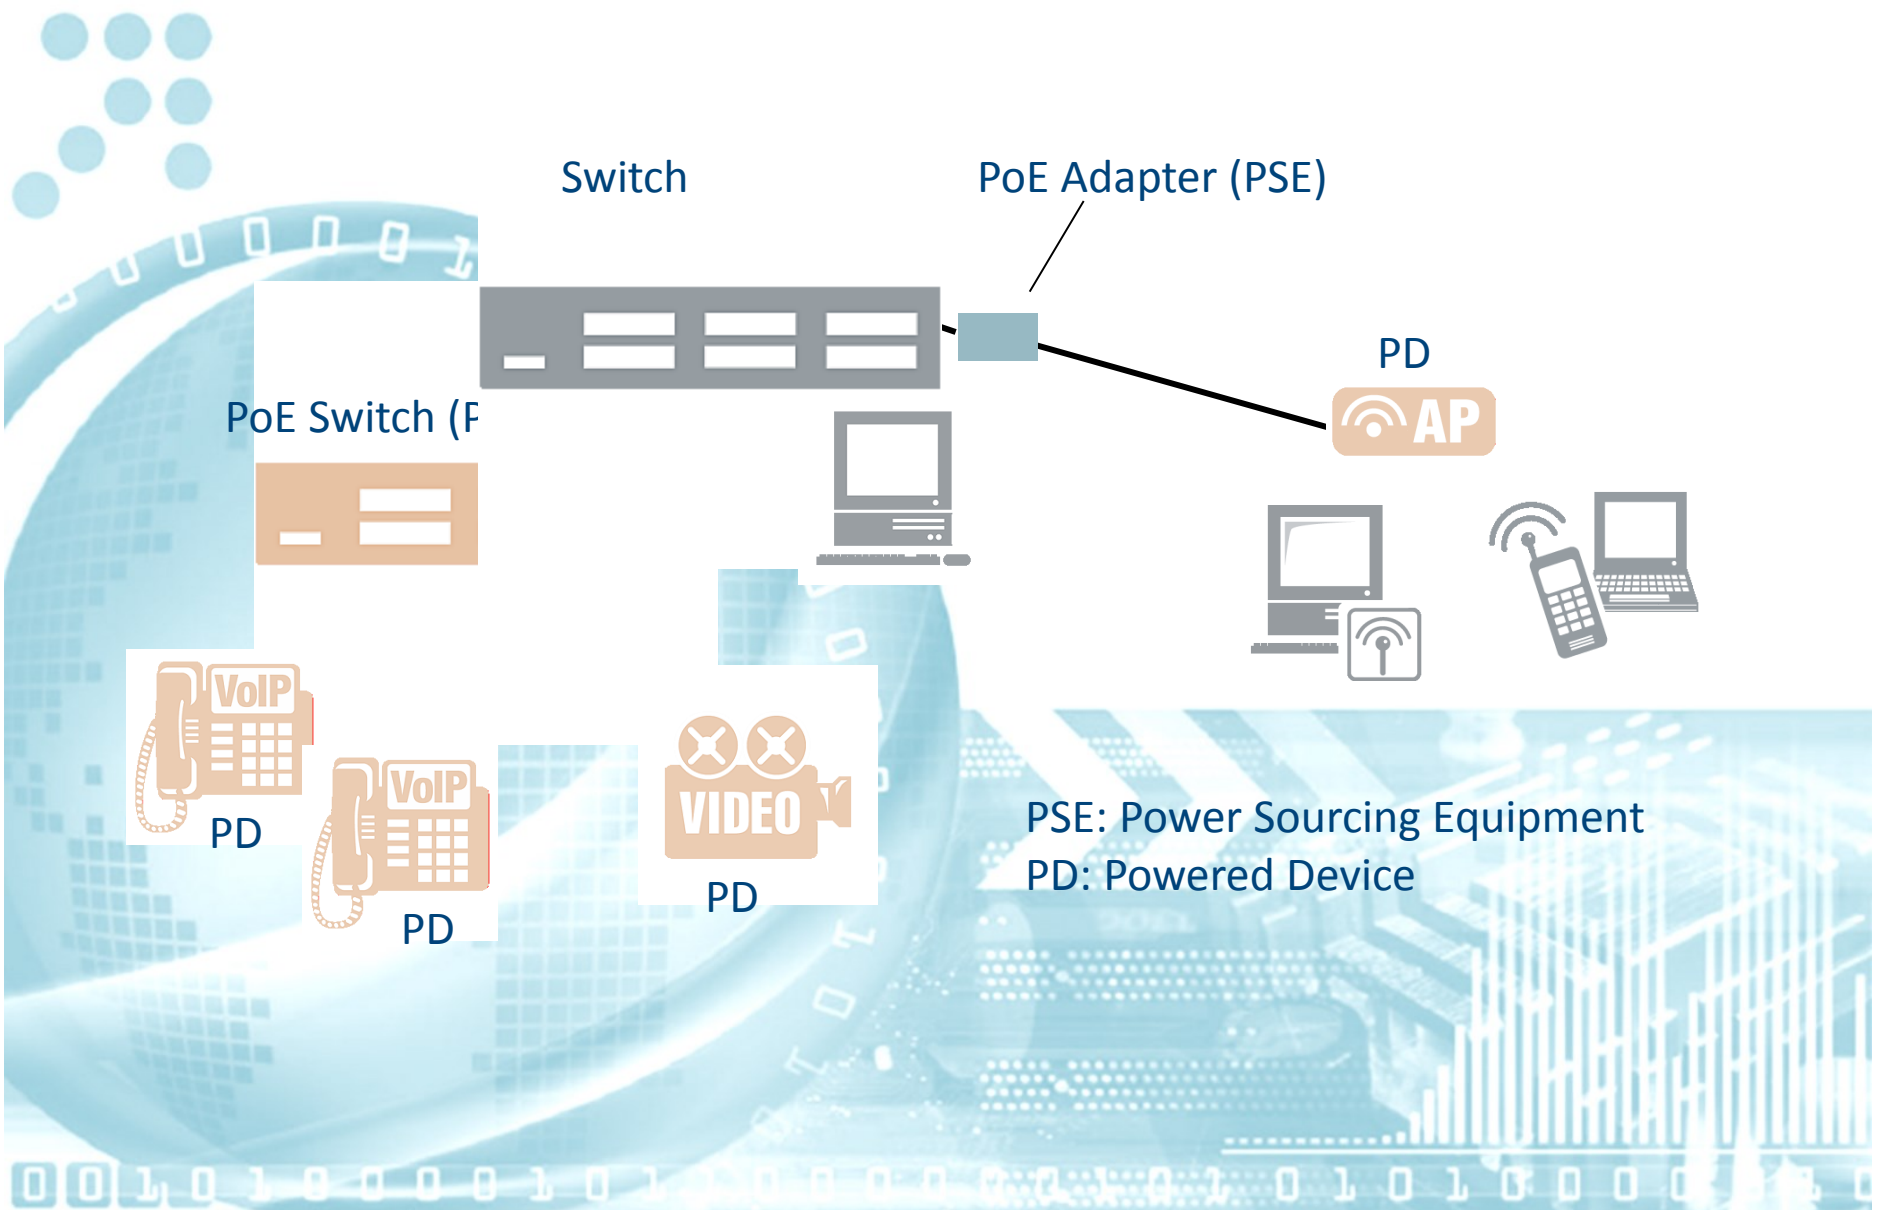 Switch
PoE Adapter (PSE)
PD
AP
PoE Switch (P
VoIP
PD
VoIP
PD
VIDEO
PD
PSE: Power Sourcing Equipment
PD: Powered Device